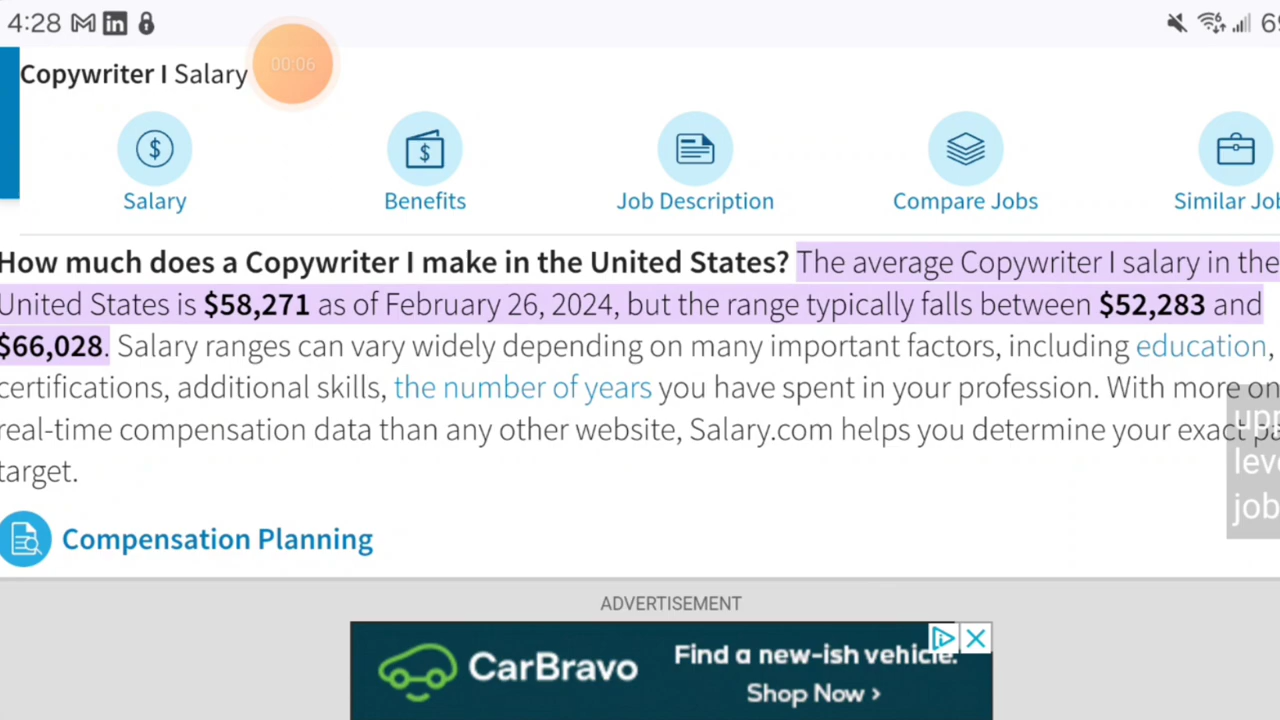 4:28
69
Copywriter I Salary
00:06
Salary
Benefits
Job Description
Compare Jobs
Similar
How much does a Copywriter I make in the United States? The average Copywriter I salary in the
United States is $58,271 as of February 26, 2024, but the range typically falls between $52,283 and
$66,028. Salary ranges can vary widely depending on many important factors, including education,
certifications, additional skills, the number of years you have spent in your profession. With more
real-time compensation data than any other website, Salary.com helps you determine your exact
target.
job
Compensation Planning
ADVERTISEMENT
CarBravo
Find a new-ish vehicle.
Shop Now >